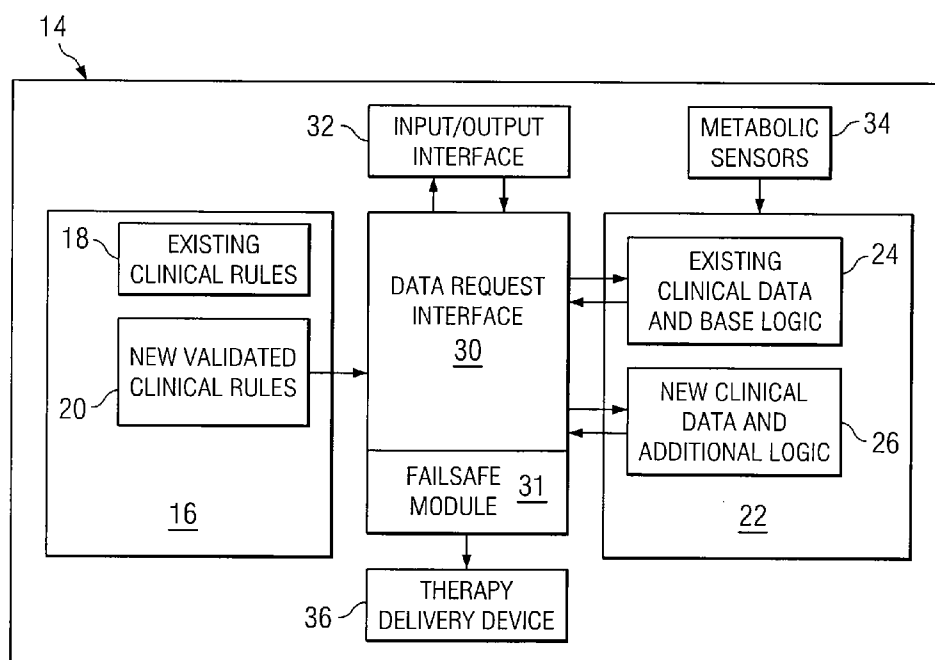 14
32
INPUT/OUTPUT
INTERFACE
METABOLIC
SENSORS
34
18
EXISTING
CLINICAL RULES
NEW VALIDATED
CLINICAL RULES
20
16
DATA REQUEST
INTERFACE
30
FAILSAFE
MODULE
31
EXISTING
CLINICAL DATA
AND BASE LOGIC
24
NEW CLINICAL
DATA AND
ADDITIONAL LOGIC
26
22
36
THERAPY
DELIVERY DEVICE